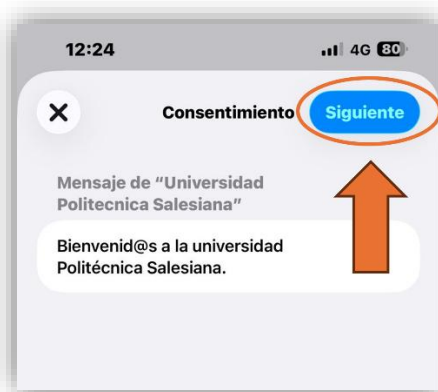 12:24
4G 80
Consentimiento
Siguiente
Mensaje de “Universidad
Politecnica Salesiana”
Bienvenid@s a la universidad
Politécnica Salesiana.